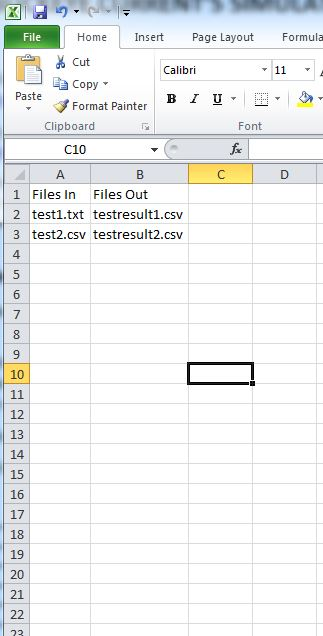 RRENT'S SIMULA
File Home Insert Page Layout Formula
Cut
Copy
Format Painter
Paste
Clipboard
Calibri 11 A
B I U
Font
C10 fx
A B C D
1 Files In Files Out
2 test1.txt testresult1.csv
3 test2.csv testresult2.csv
4
5
6
7
8
9
10
11
12
13
14
15
16
17
18
19
20
21
22
23